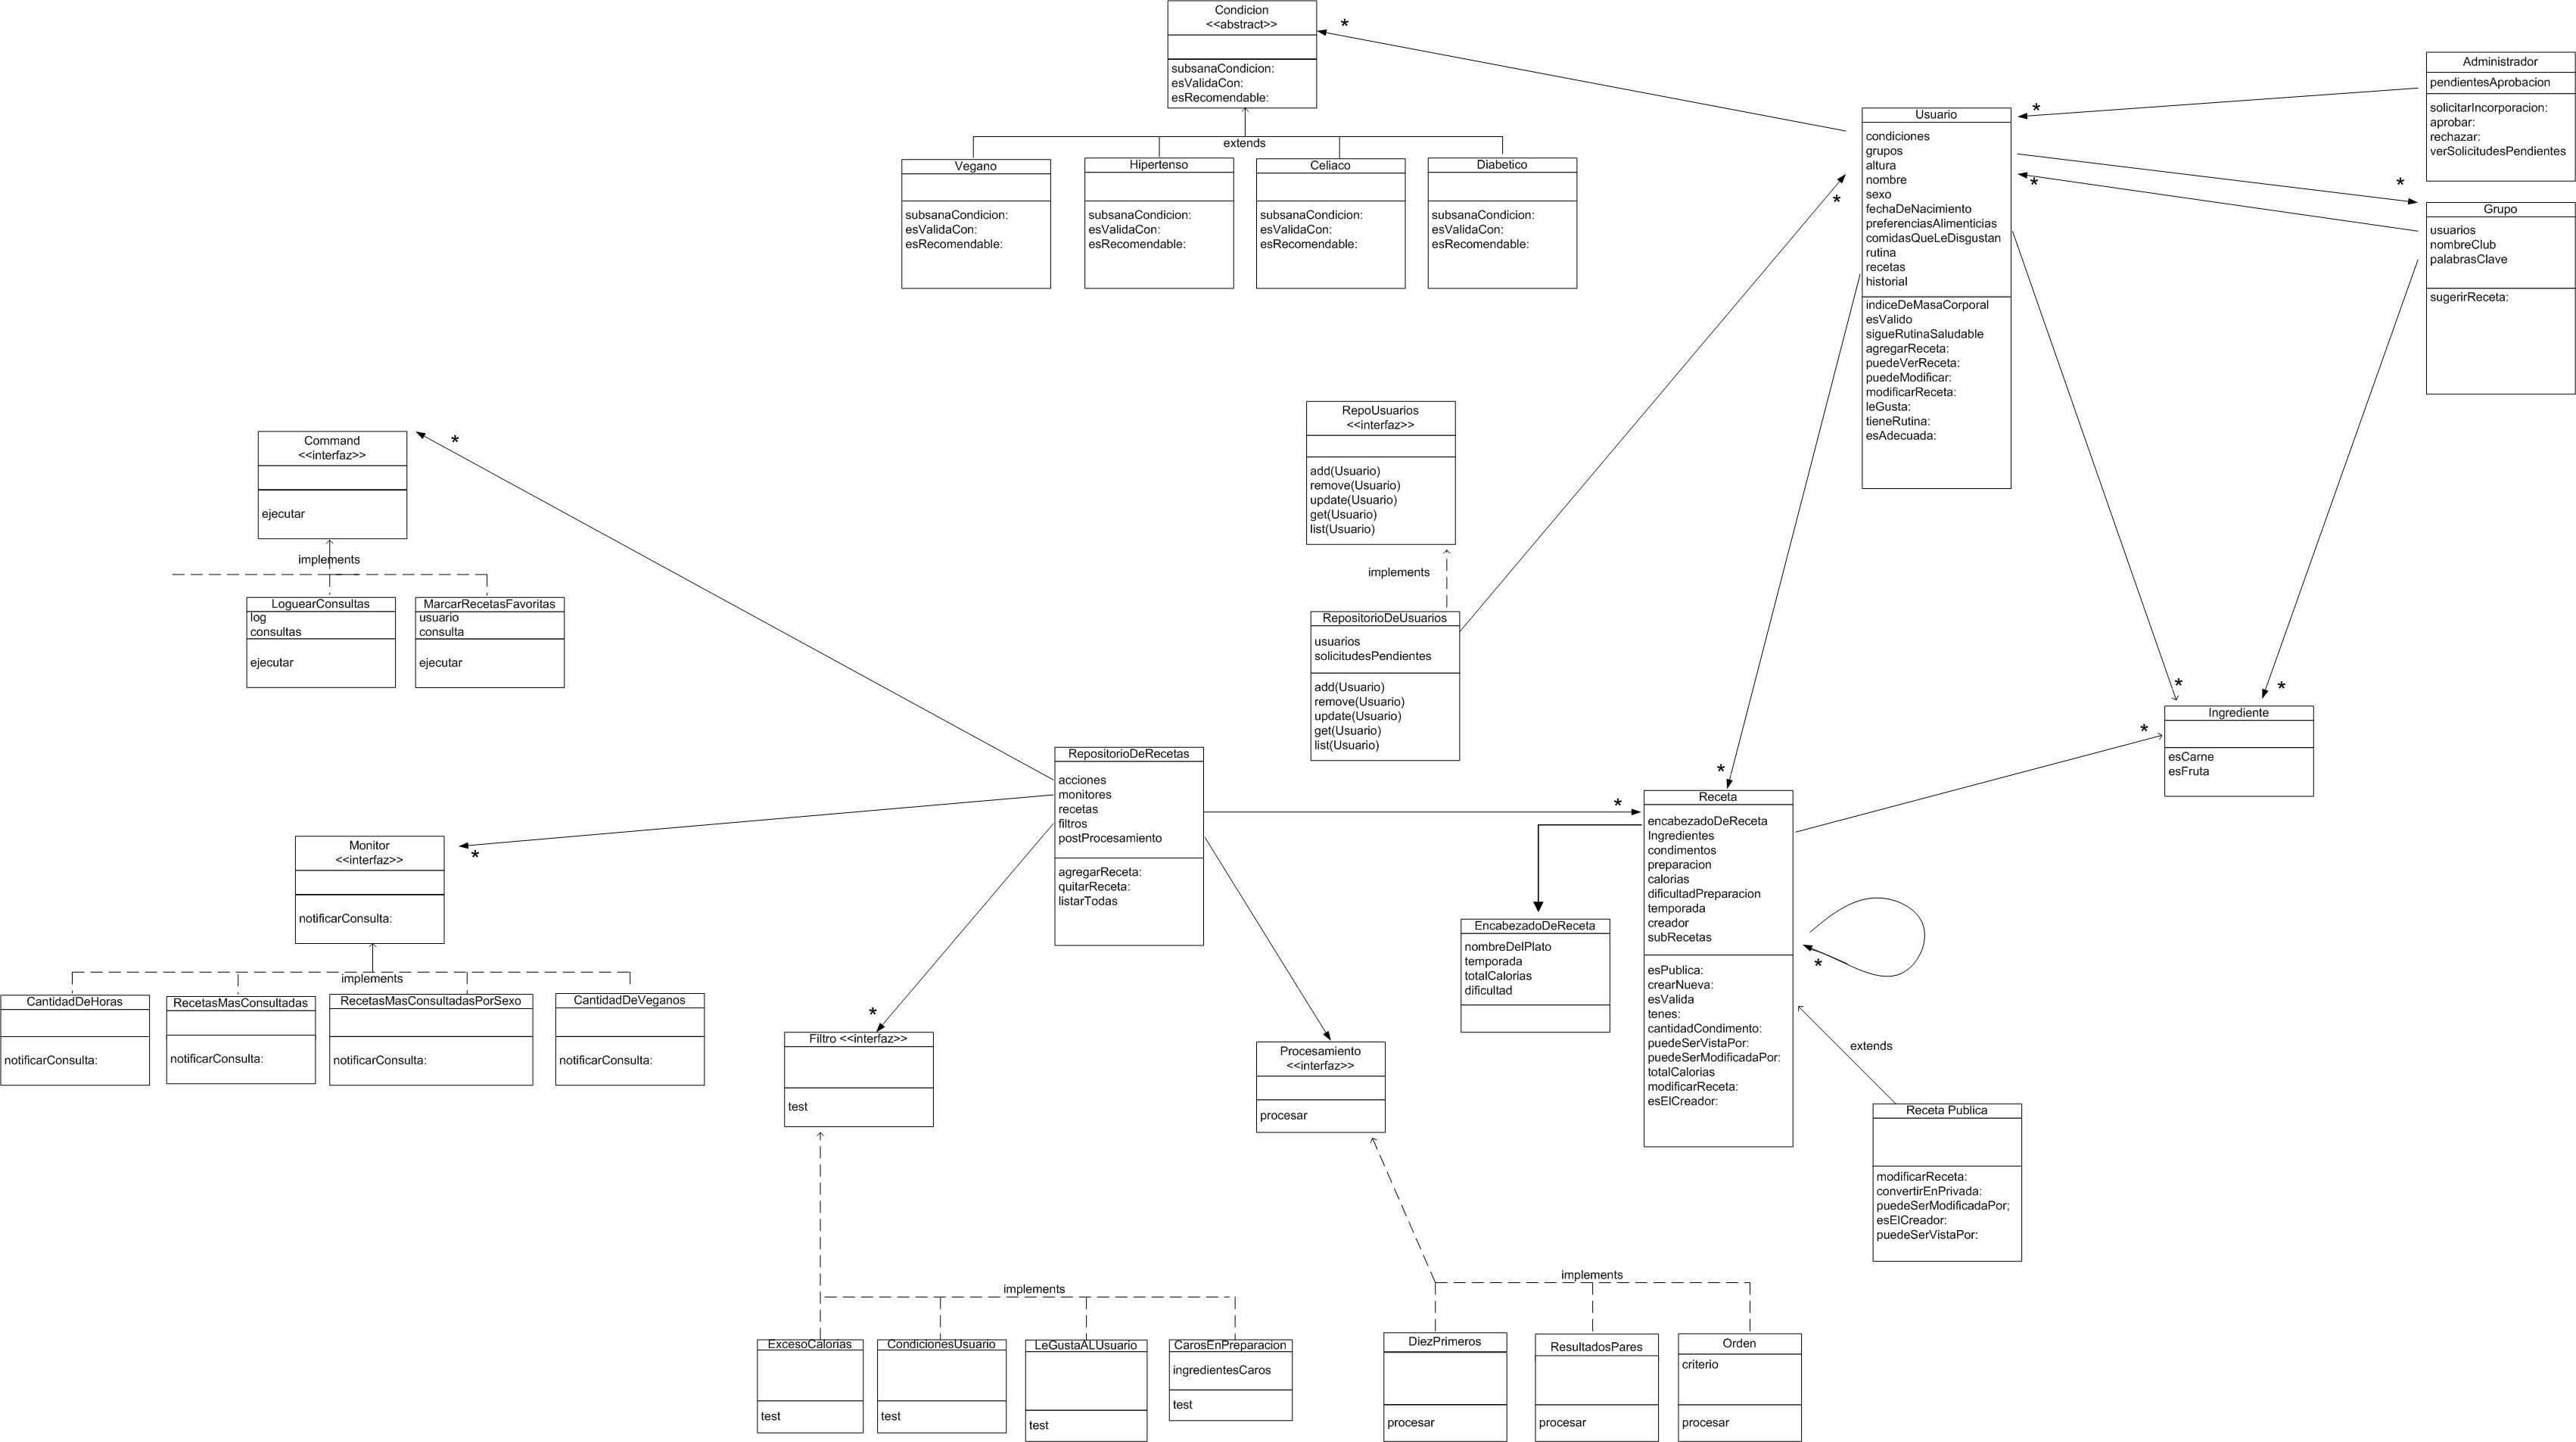 Condicion
<<abstract>>
subsanaCondicion:
esValidaCon:
esRecomendable:
*
extends
Vegano
subsanaCondicion:
esValidaCon:
esRecomendable:
Hipertenso
subsanaCondicion:
esValidaCon:
esRecomendable:
Celiaco
subsanaCondicion:
esValidaCon:
esRecomendable:
Diabetico
subsanaCondicion:
esValidaCon:
esRecomendable:
Administrador
pendientesAprobacion
solicitarIncorporacion:
aprobar:
rechazar:
verSolicitudesPendientes
*
Usuario
condiciones
grupos
altura
nombre
sexo
fechaDeNacimiento
preferenciasAlimenticias
comidasQueLeDisgustan
rutina
recetas
historial
indiceDeMasaCorporal
esValido
sigueRutinaSaludable
agregarReceta:
puedeVerReceta:
puedeModificar:
modificarReceta:
leGusta:
tieneRutina:
esAdecuada:
*
*
*
Grupo
usuarios
nombreClub
palabrasClave
sugerirReceta:
RepoUsuarios
<<interfaz>>
add(Usuario)
remove(Usuario)
update(Usuario)
get(Usuario)
list(Usuario)
implements
RepositorioDeUsuarios
usuarios
solicitudesPendientes
add(Usuario)
remove(Usuario)
update(Usuario)
get(Usuario)
list(Usuario)
Command
<<interfaz>>
ejecutar
*
implements
LoguearConsultas
log
consultas
ejecutar
MarcarRecetasFavoritas
usuario
consulta
ejecutar
*
*
Ingrediente
esCarne
esFruta
*
RepositorioDeRecetas
acciones
monitores
recetas
filtros
postProcesamiento
agregarReceta:
quitarReceta:
listarTodas
*
*
Receta
encabezadoDeReceta
Ingredientes
condimentos
preparacion
calorias
dificultadPreparacion
temporada
creador
subRecetas
esPublica:
crearNueva:
esValida
tenes:
cantidadCondimento:
puedeSerVistaPor:
puedeSerModificadaPor:
totalCalorias
modificarReceta:
esElCreador:
*
EncabezadoDeReceta
nombreDelPlato
temporada
totalCalorias
dificultad
extends
Receta Publica
modificarReceta:
convertirEnPrivada:
puedeSerModificadaPor;
esElCreador:
puedeSerVistaPor:
Monitor
<<interfaz>>
notificarConsulta:
*
implements
CantidadDeHoras
notificarConsulta:
RecetasMasConsultadas
notificarConsulta:
RecetasMasConsultadasPorSexo
notificarConsulta:
CantidadDeVeganos
notificarConsulta:
*
Filtro <<interfaz>>
test
Procesamiento
<<interfaz>>
procesar
implements
ExcesoCalorias
test
CondicionesUsuario
test
LeGustaALUsuario
test
CarosEnPreparacion
ingredientesCaros
test
implements
DiezPrimeros
procesar
ResultadosPares
procesar
Orden
criterio
procesar